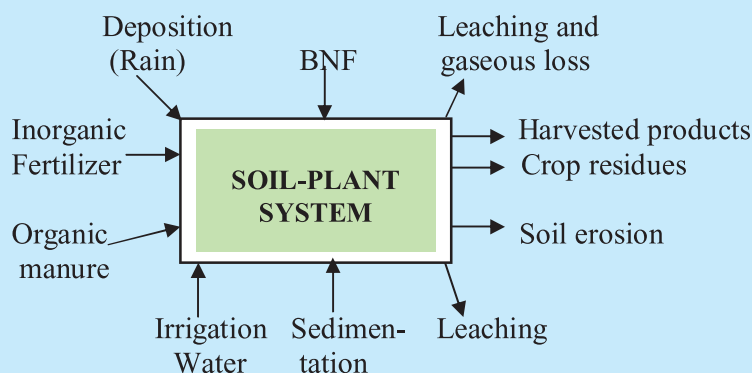 Deposition
(Rain)
BNF
Leaching and
gaseous loss
Inorganic
Fertilizer
Harvested products
Crop residues
SOIL-PLANT
SYSTEM
Organic
manure
Soil erosion
Irrigation
Water
Sedimen-
tation
Leaching